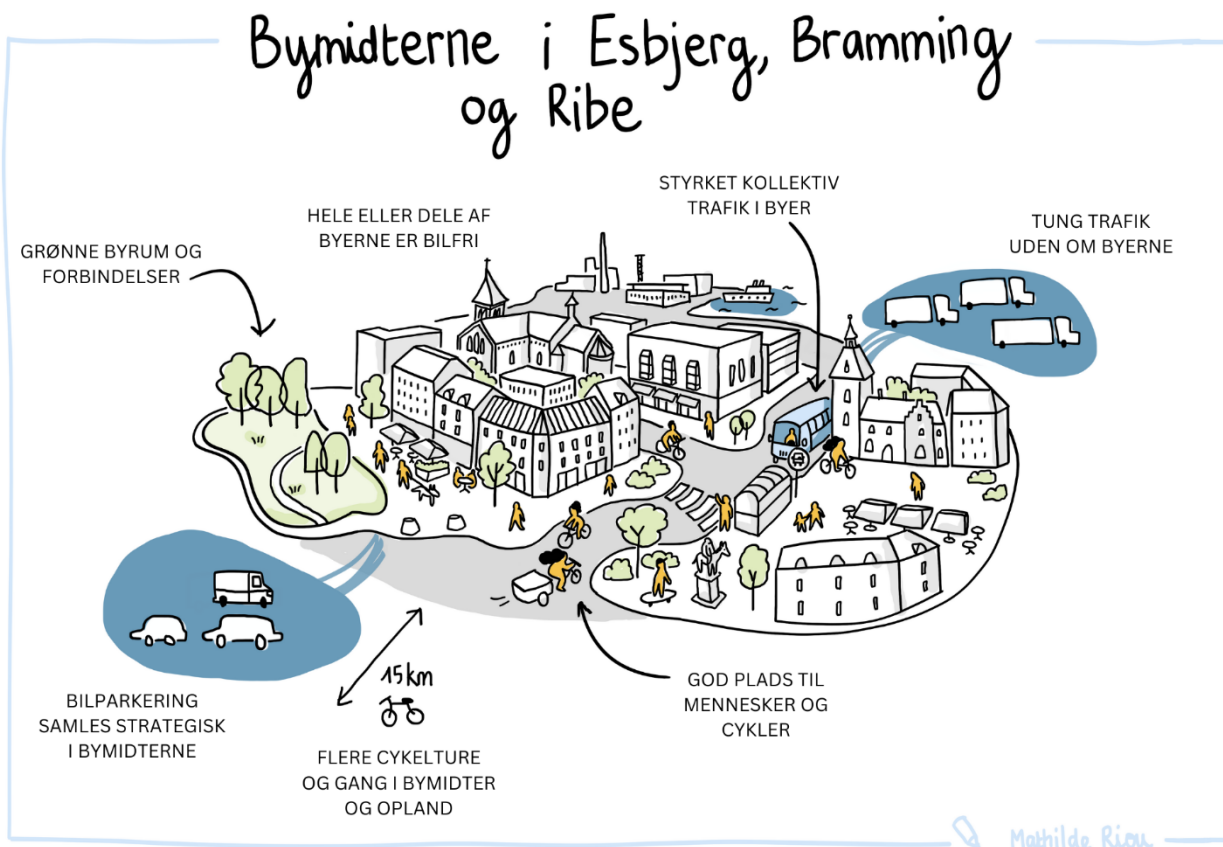 Bymidterne i Esbjerg, Bramming
og Ribe
GRØNNE BYRUM OG
FORBINDELSER
HELE ELLER DELE AF
BYERNE ER BILFRI
STYRKET KOLLEKTIV
TRAFIK I BYER
TUNG TRAFIK
UDEN OM BYERNE
BILPARKERING
SAMLES STRATEGISK
I BYMIDTERNE
15km
FLERE CYKELTURE
OG GANG I BYMIDTER
OG OPLAND
GOD PLADS TIL
MENNESKER OG
CYKLER
Mathilde Riou